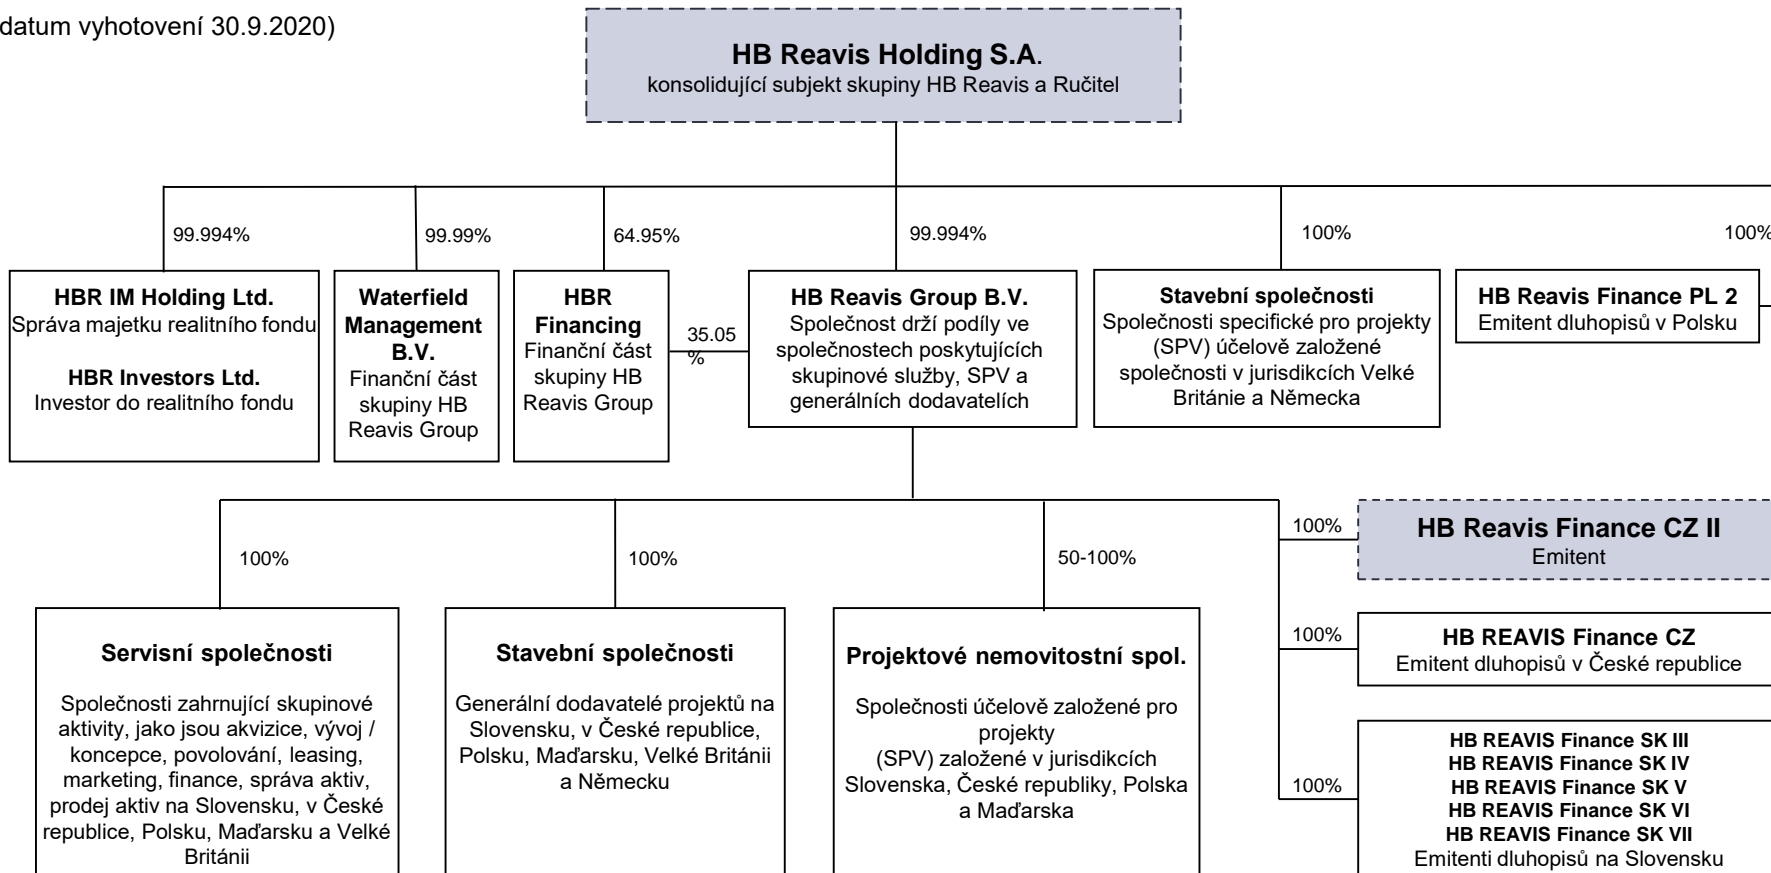 datum vyhotovení 30.9.2020)
HB Reavis Holding S.A.
konsolidující subjekt skupiny HB Reavis a Ručitel
99.994%
99.99%
64.95%
99.994%
100%
100%
HBR IM Holding Ltd.
Správa majetku realitního fondu
HBR Investors Ltd.
Investor do realitního fondu
Waterfield
Management
B.V.
Finanční část
skupiny HB
Reavis Group
HBR
Financing
Finanční část
skupiny HB
Reavis Group
35.05
%
HB Reavis Group B.V.
Společnost drží podíly ve
společnostech poskytujících
skupinové služby, SPV a
generálních dodavatelích
Stavební společnosti
Společnosti specifické pro projekty
(SPV) účelově založené
společnosti v jurisdikcích Velké
Británie a Německa
HB Reavis Finance PL 2
Emitent dluhopisů v Polsku
100%
100%
50-100%
100%
HB Reavis Finance CZ II
Emitent
100%
HB REAVIS Finance CZ
Emitent dluhopisů v České republice
100%
HB REAVIS Finance SK III
HB REAVIS Finance SK IV
HB REAVIS Finance SK V
HB REAVIS Finance SK VI
HB REAVIS Finance SK VII
Emitenti dluhopisů na Slovensku
Servisní společnosti
Společnosti zahrnující skupinové
aktivity, jako jsou akvizice, vývoj /
koncepce, povolování, leasing,
marketing, finance, správa aktiv,
prodej aktiv na Slovensku, v České
republice, Polsku, Maďarsku a Velké
Británii
Stavební společnosti
Generální dodavatelé projektů na
Slovensku, v České republice,
Polsku, Maďarsku, Velké Británii
a Německu
Projektové nemovitostní spol.
Společnosti účelově založené pro
projekty
(SPV) založené v jurisdikcích
Slovenska, České republiky, Polska
a Maďarska